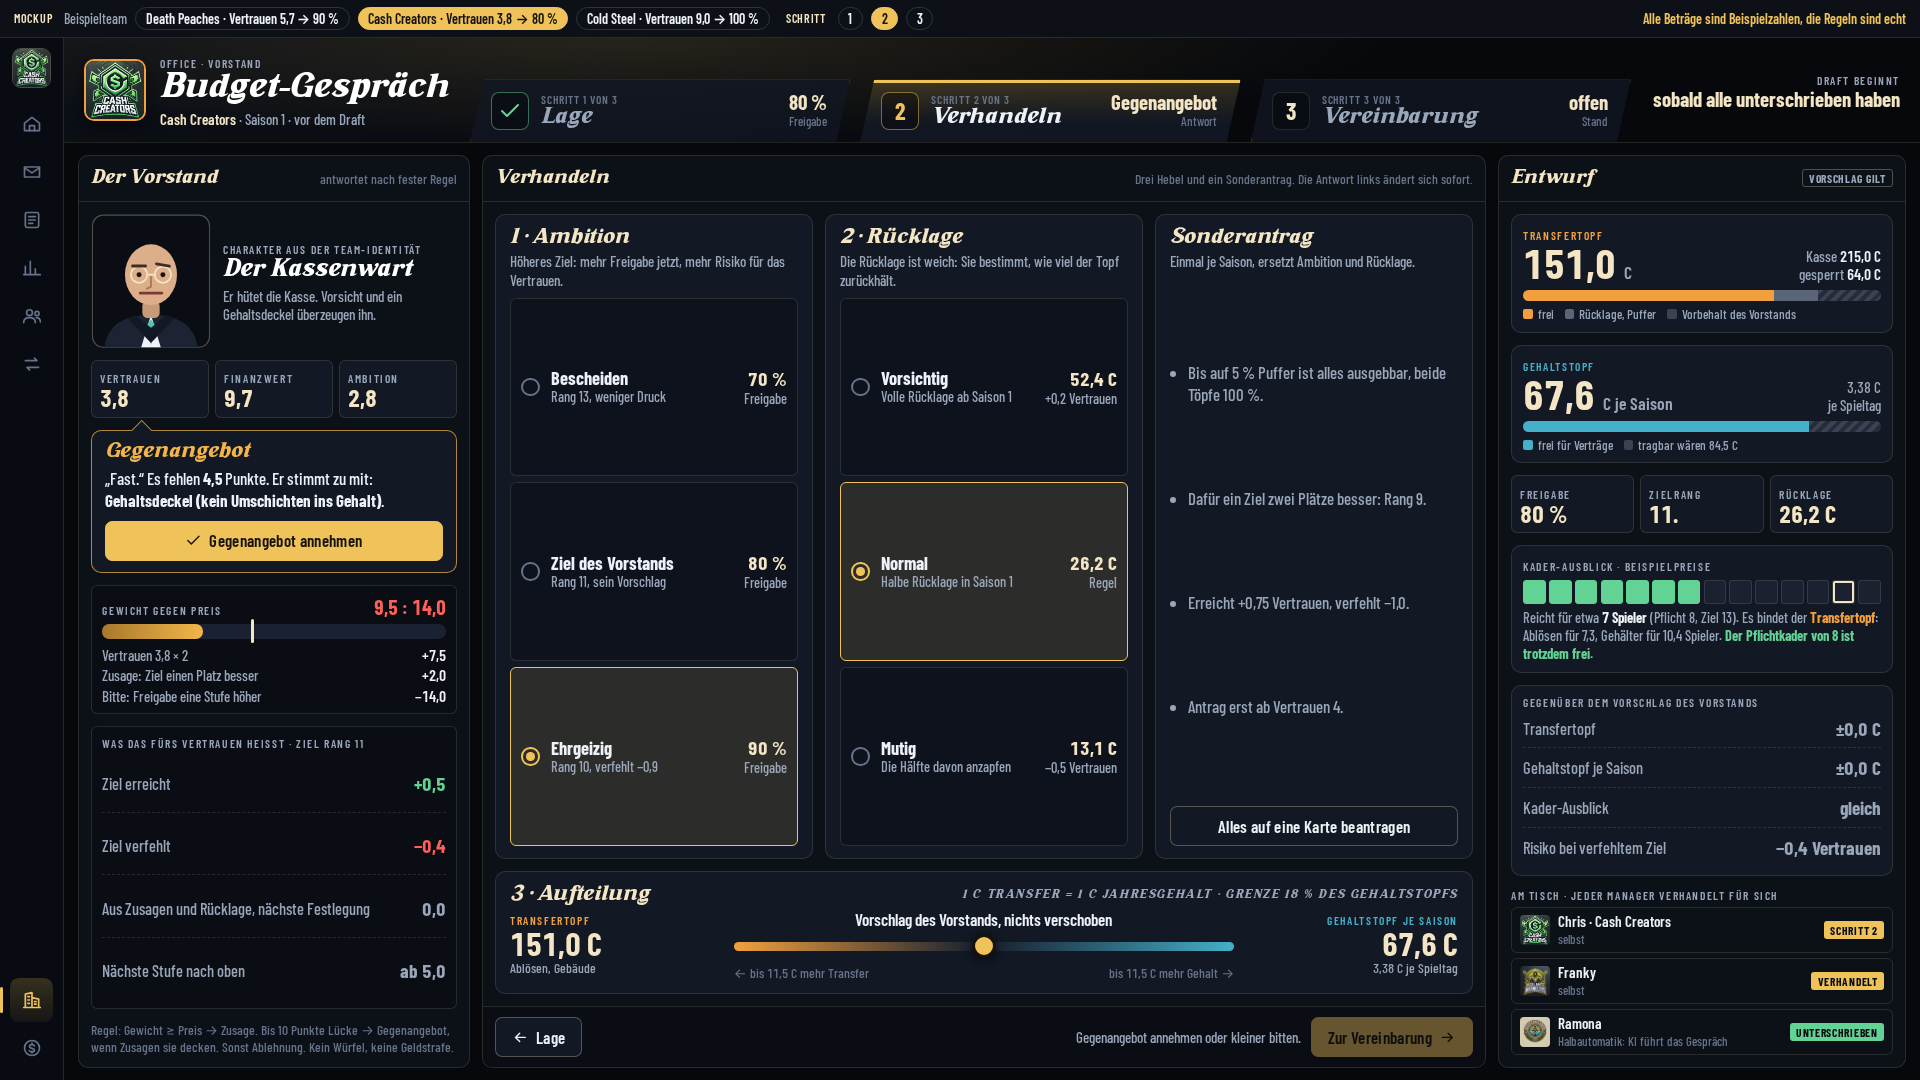 MOCKUP Beispielteam Death Peaches · Vertrauen 5,7 → 90 % Cash Creators · Vertrauen 3,8 → 80 % Cold Steel · Vertrauen 9,0 → 100 % SCHRITT 1 2 3 Alle Beträge sind Beispielzahlen, die Regeln sind echt
OFFICE · VORSTAND
Budget-Gespräch
Cash Creators · Saison 1 · vor dem Draft
SCHRITT 1 VON 3
Lage
80 %
Freigabe
2
SCHRITT 2 VON 3
Verhandeln
Gegenangebot
Antwort
3
SCHRITT 3 VON 3
Vereinbarung
offen
Stand
DRAFT BEGINNT
sobald alle unterschrieben haben
Der Vorstand
antwortet nach fester Regel
CHARAKTER AUS DER TEAM-IDENTITÄT
Der Kassenwart
Er hütet die Kasse. Vorsicht und ein
Gehaltsdeckel überzeugen ihn.
VERTRAUEN
3,8
FINANZWERT
9,7
AMBITION
2,8
Gegenangebot
„Fast.“ Es fehlen 4,5 Punkte. Er stimmt zu mit:
Gehaltsdeckel (kein Umschichten ins Gehalt).
Gegenangebot annehmen
GEWICHT GEGEN PREIS 9,5 : 14,0
Vertrauen 3,8 × 2 +7,5
Zusage: Ziel einen Platz besser +2,0
Bitte: Freigabe eine Stufe höher −14,0
WAS DAS FÜRS VERTRAUEN HEISST · ZIEL RANG 11
Ziel erreicht +0,5
Ziel verfehlt −0,4
Aus Zusagen und Rücklage, nächste Festlegung 0,0
Nächste Stufe nach oben ab 5,0
Regel: Gewicht ≥ Preis → Zusage. Bis 10 Punkte Lücke → Gegenangebot,
wenn Zusagen sie decken. Sonst Ablehnung. Kein Würfel, keine Geldstrafe.
Verhandeln
Drei Hebel und ein Sonderantrag. Die Antwort links ändert sich sofort.
1 · Ambition
Höheres Ziel: mehr Freigabe jetzt, mehr Risiko für das
Vertrauen.
Bescheiden 70 %
Rang 13, weniger Druck Freigabe
Ziel des Vorstands 80 %
Rang 11, sein Vorschlag Freigabe
Ehrgeizig 90 %
Rang 10, verfehlt −0,9 Freigabe
2 · Rücklage
Die Rücklage ist weich: Sie bestimmt, wie viel der Topf
zurückhält.
Vorsichtig 52,4 C
Volle Rücklage ab Saison 1 +0,2 Vertrauen
Normal 26,2 C
Halbe Rücklage in Saison 1 Regel
Mutig 13,1 C
Die Hälfte davon anzapfen −0,5 Vertrauen
Sonderantrag
Einmal je Saison, ersetzt Ambition und Rücklage.
• Bis auf 5 % Puffer ist alles ausgebbar, beide
Töpfe 100 %.
• Dafür ein Ziel zwei Plätze besser: Rang 9.
• Erreicht +0,75 Vertrauen, verfehlt −1,0.
• Antrag erst ab Vertrauen 4.
Alles auf eine Karte beantragen
3 · Aufteilung
1 C TRANSFER = 1 C JAHRESGEHALT · GRENZE 18 % DES GEHALTSTOPFS
TRANSFERTOPF
151,0 C
Ablösen, Gebäude
Vorschlag des Vorstands, nichts verschoben
← bis 11,5 C mehr Transfer bis 11,5 C mehr Gehalt →
GEHALTSTOPF JE SAISON
67,6 C
3,38 C je Spieltag
← Lage
Gegenangebot annehmen oder kleiner bitten.
Zur Vereinbarung →
Entwurf
VORSCHLAG GILT
TRANSFERTOPF
151,0 C
Kasse 215,0 C
gesperrt 64,0 C
frei Rücklage, Puffer Vorbehalt des Vorstands
GEHALTSTOPF
67,6 C je Saison
3,38 C
je Spieltag
frei für Verträge tragbar wären 84,5 C
FREIGABE
80 %
ZIELRANG
11.
RÜCKLAGE
26,2 C
KADER-AUSBLICK · BEISPIELPREISE
Reicht für etwa 7 Spieler (Pflicht 8, Ziel 13). Es bindet der Transfertopf:
Ablösen für 7,3, Gehälter für 10,4 Spieler. Der Pflichtkader von 8 ist
trotzdem frei.
GEGENÜBER DEM VORSCHLAG DES VORSTANDS
Transfertopf ±0,0 C
Gehaltstopf je Saison ±0,0 C
Kader-Ausblick gleich
Risiko bei verfehltem Ziel −0,4 Vertrauen
AM TISCH · JEDER MANAGER VERHANDELT FÜR SICH
Chris · Cash Creators
selbst
SCHRITT 2
Franky
selbst
VERHANDELT
Ramona
Halbautomatik: KI führt das Gespräch
UNTERSCHRIEBEN
CASH
CREATORS